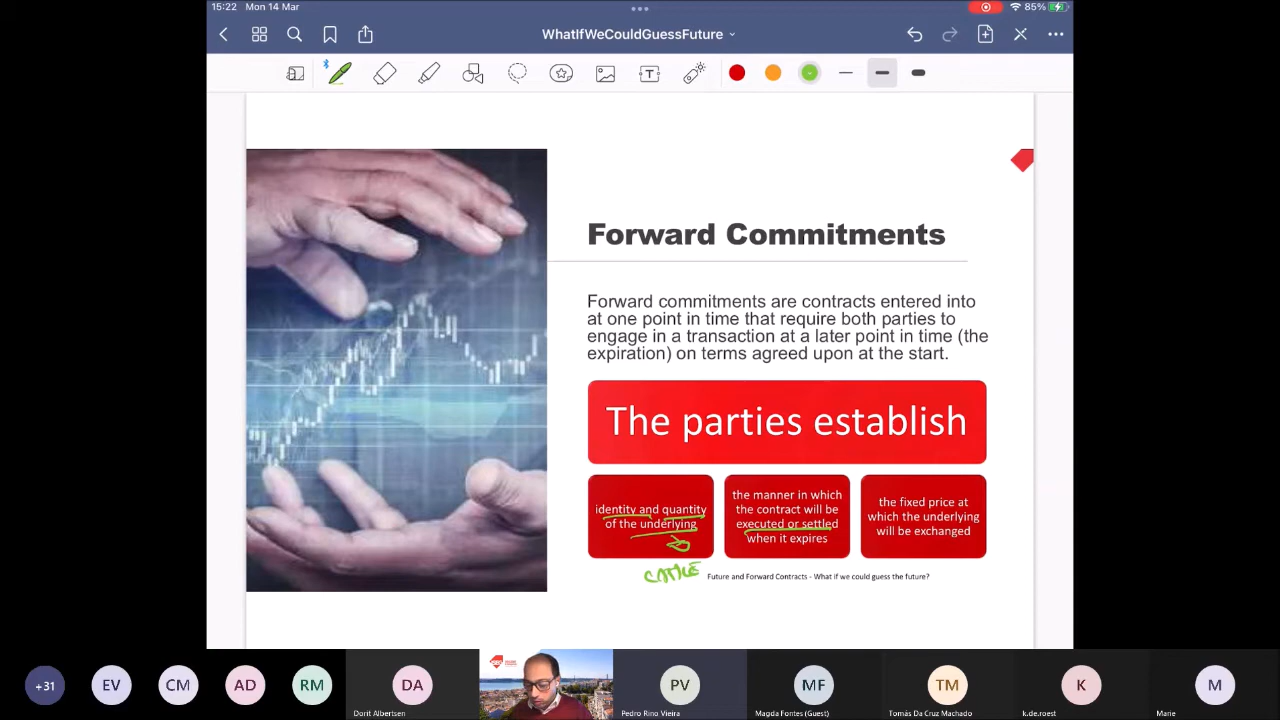 15:22 Mon 14 Mar
85%
WhatIfWeCouldGuessFuture
Forward Commitments
Forward commitments are contracts entered into
at one point in time that require both parties to
engage in a transaction at a later point in time (the
expiration) on terms agreed upon at the start.
The parties establish
identity and quantity
of the underlying
the manner in which
the contract will be
executed or settled
when it expires
the fixed price at
which the underlying
will be exchanged
CATTLE
Future and Forward Contracts - What if we could guess the future?
+31
EV
CM
AD
RM
DA
Dorit Albertsen
PV
Pedro Rino Vieira
MF
Magda Fontes (Guest)
TM
Tomás Da Cruz Machado
K
k.de.roest
M
Marie